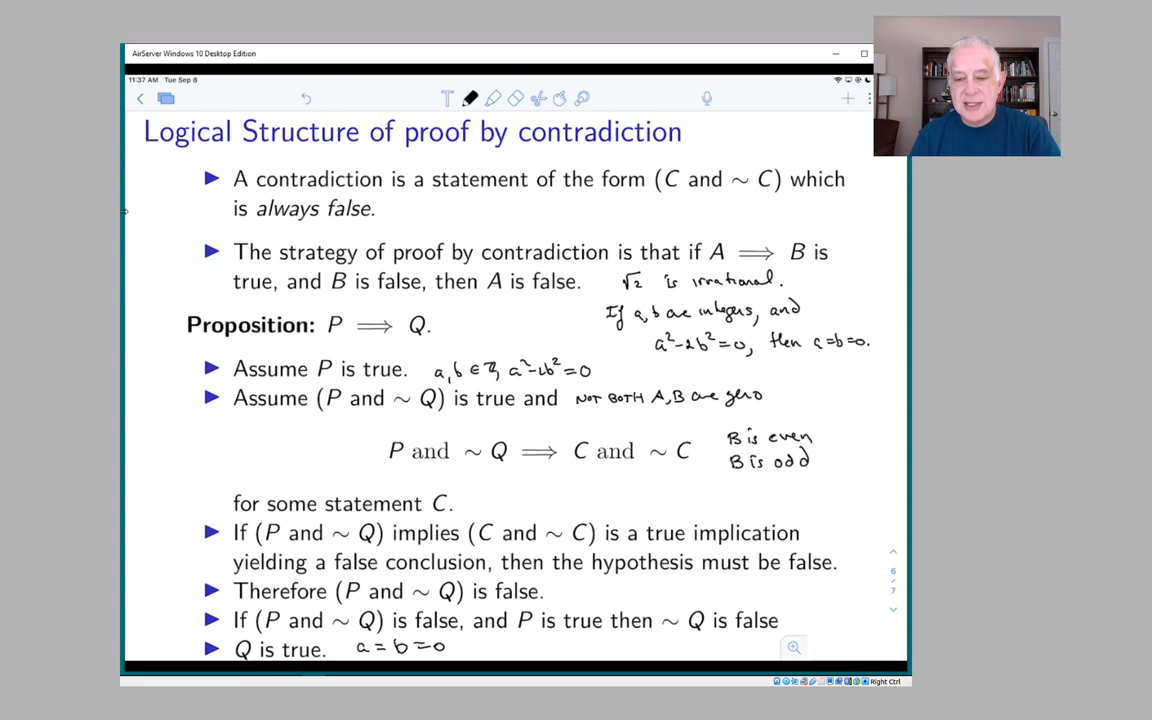 AirServer Windows 10 Desktop Edition
11:37 AM Tue Sep 8
Logical Structure of proof by contradiction
▶ A contradiction is a statement of the form (C and ∼ C) which
is always false.
▶ The strategy of proof by contradiction is that if A ⟹ B is
true, and B is false, then A is false.
√2 is irrational.
If a, b are integers, and
a²-2b²=0, then a=b=0.
Proposition: P ⟹ Q.
▶ Assume P is true. a, b ∈ ℤ, a²-2b²=0
▶ Assume (P and ∼ Q) is true and NOT BOTH A, B are zero
P and ∼ Q ⟹ C and ∼ C
B is even
B is odd
for some statement C.
▶ If (P and ∼ Q) implies (C and ∼ C) is a true implication
yielding a false conclusion, then the hypothesis must be false.
▶ Therefore (P and ∼ Q) is false.
▶ If (P and ∼ Q) is false, and P is true then ∼ Q is false
▶ Q is true. a = b = 0
6
7
Right Ctrl